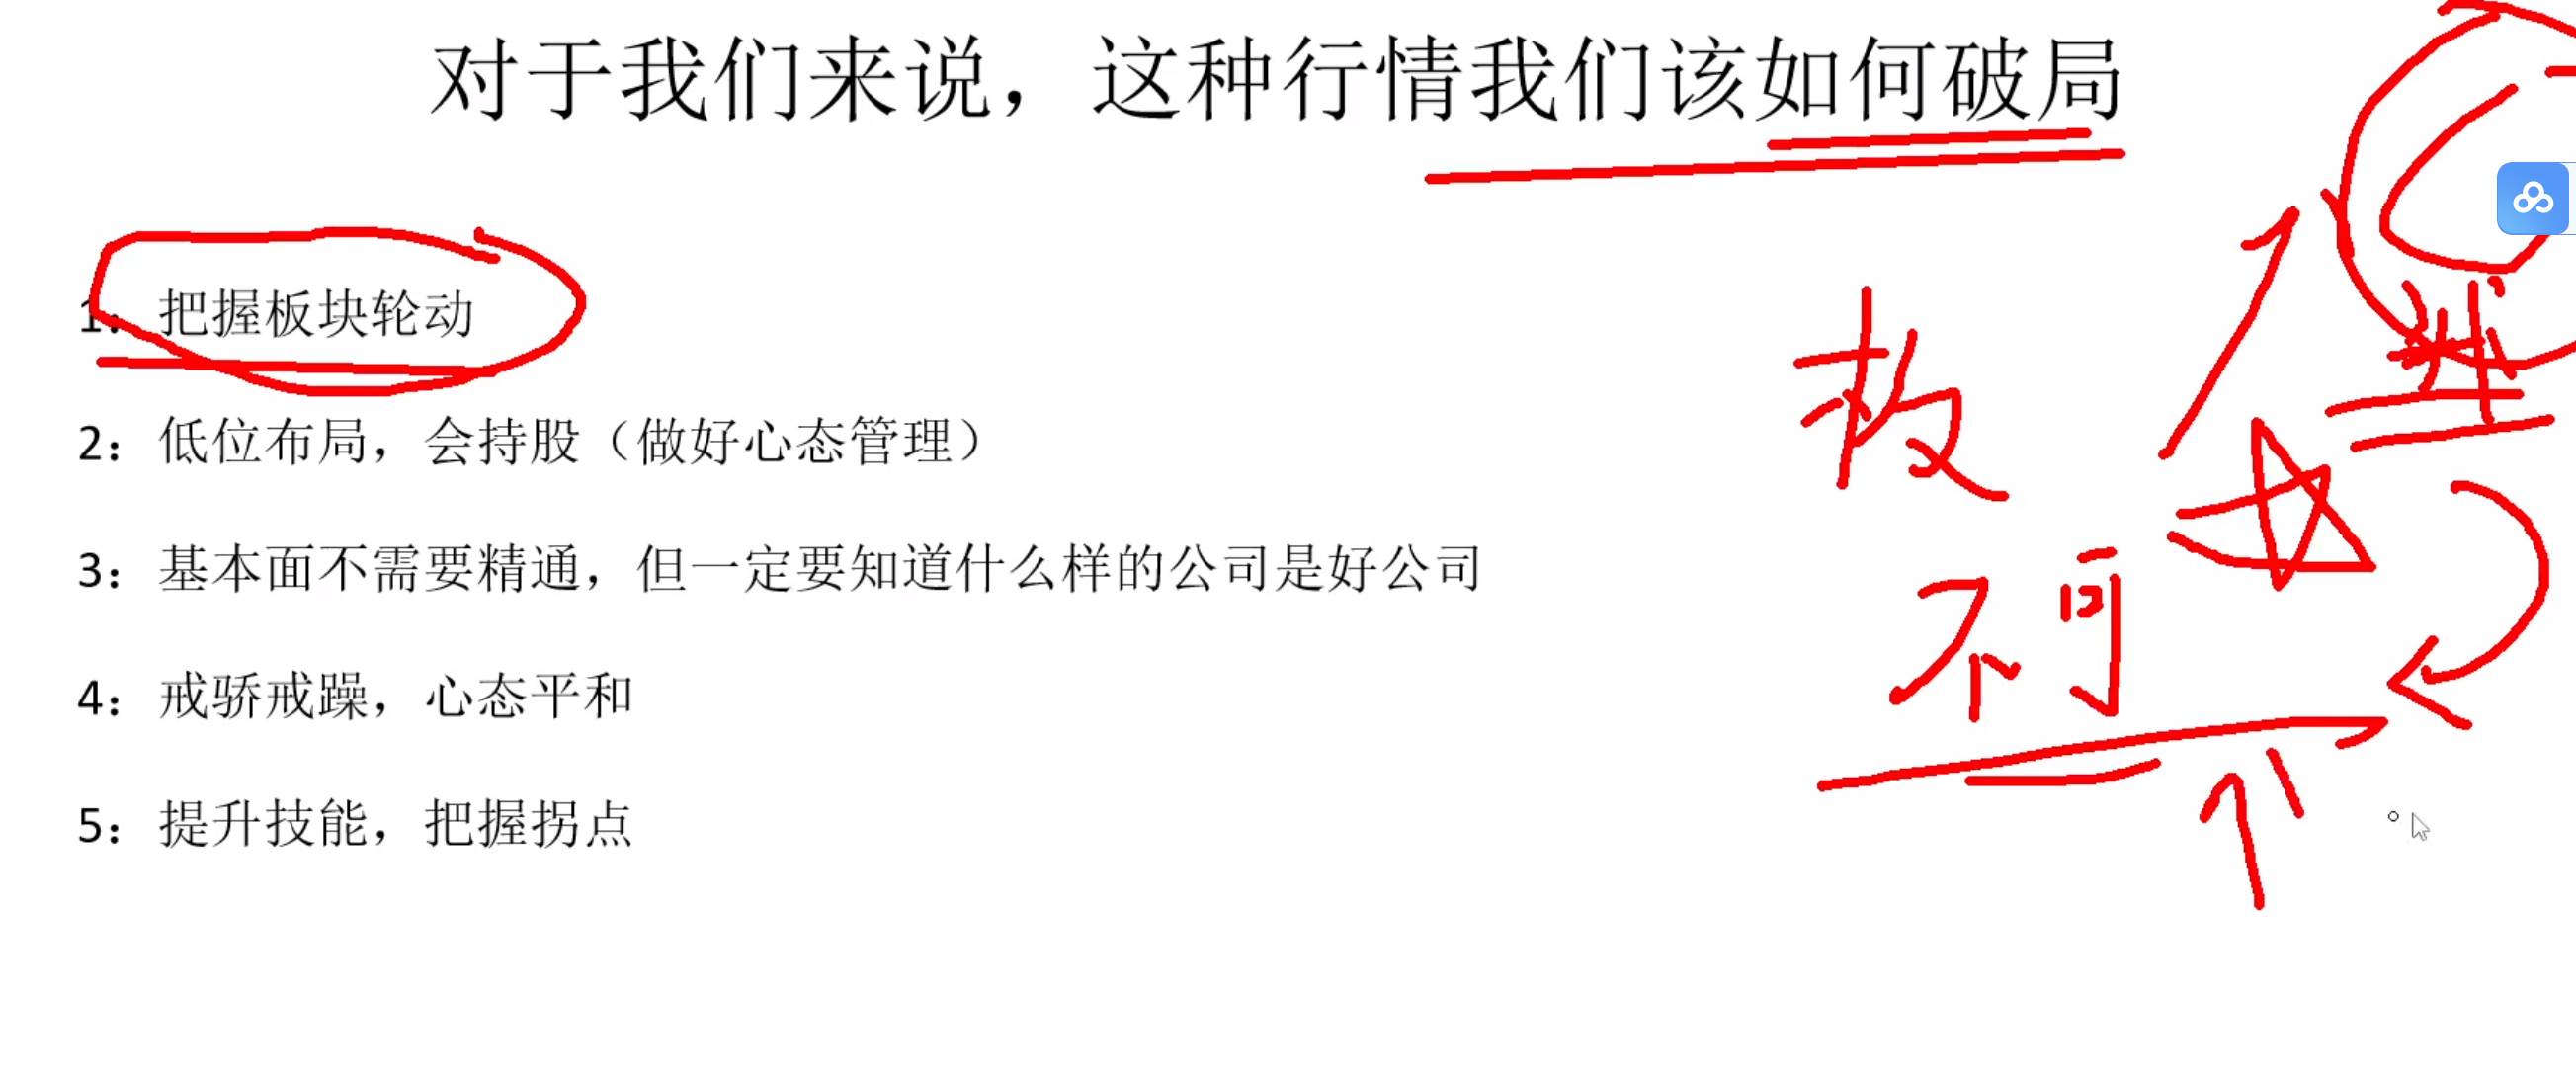 对于我们来说，这种行情我们该如何破局
1：把握板块轮动
2：低位布局，会持股（做好心态管理）
3：基本面不需要精通，但一定要知道什么样的公司是好公司
4：戒骄戒躁，心态平和
5：提升技能，把握拐点
板
不可